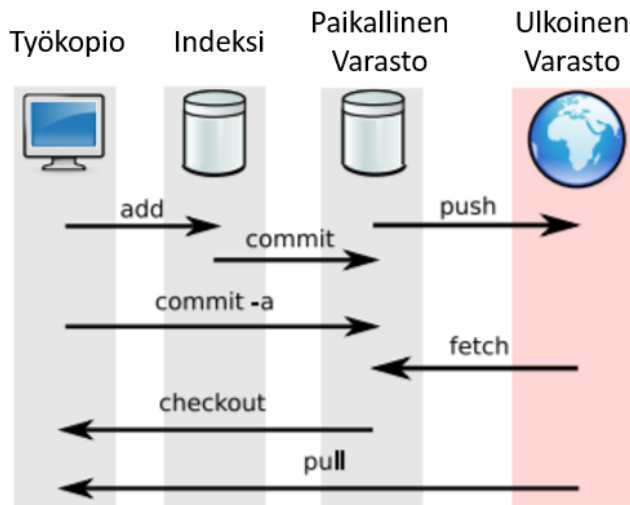 Työkopio
Indeksi
Paikallinen
Varasto
Ulkoinen
Varasto
add
push
commit
commit -a
fetch
checkout
pull